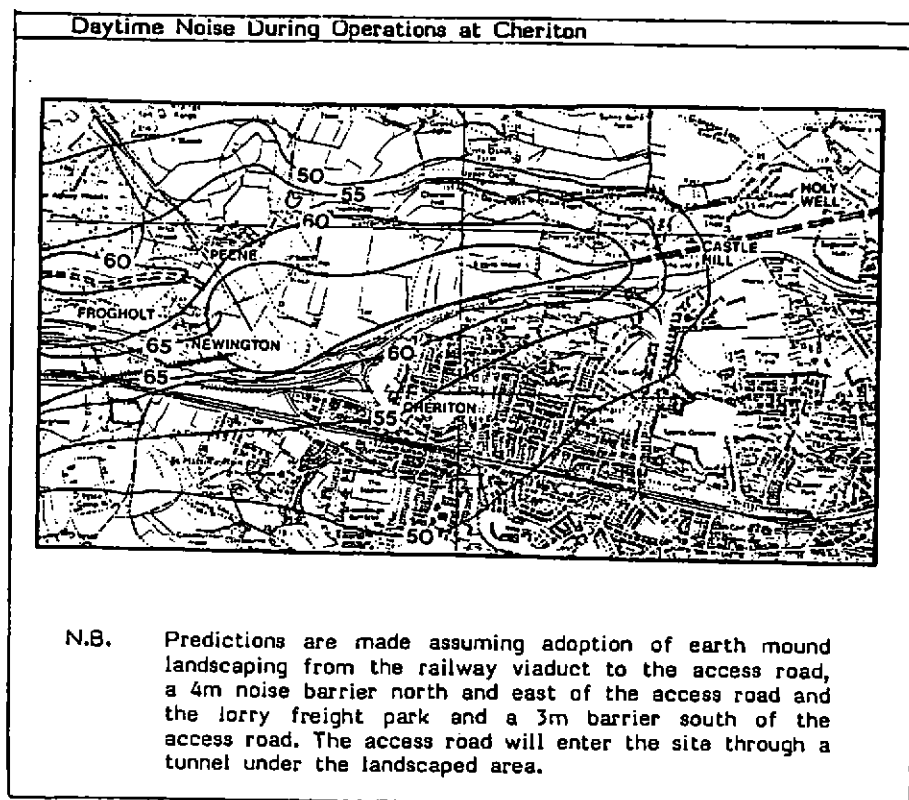 Daytime Noise During Operations at Cheriton
50
55
60
HOLY
WELL
PEENE
CASTLE
HILL
60
FROGHOLT
NEWINGTON
65
65
60
CHERITON
55
50
N.B. Predictions are made assuming adoption of earth mound
landscaping from the railway viaduct to the access road,
a 4m noise barrier north and east of the access road and
the lorry freight park and a 3m barrier south of the
access road. The access road will enter the site through a
tunnel under the landscaped area.